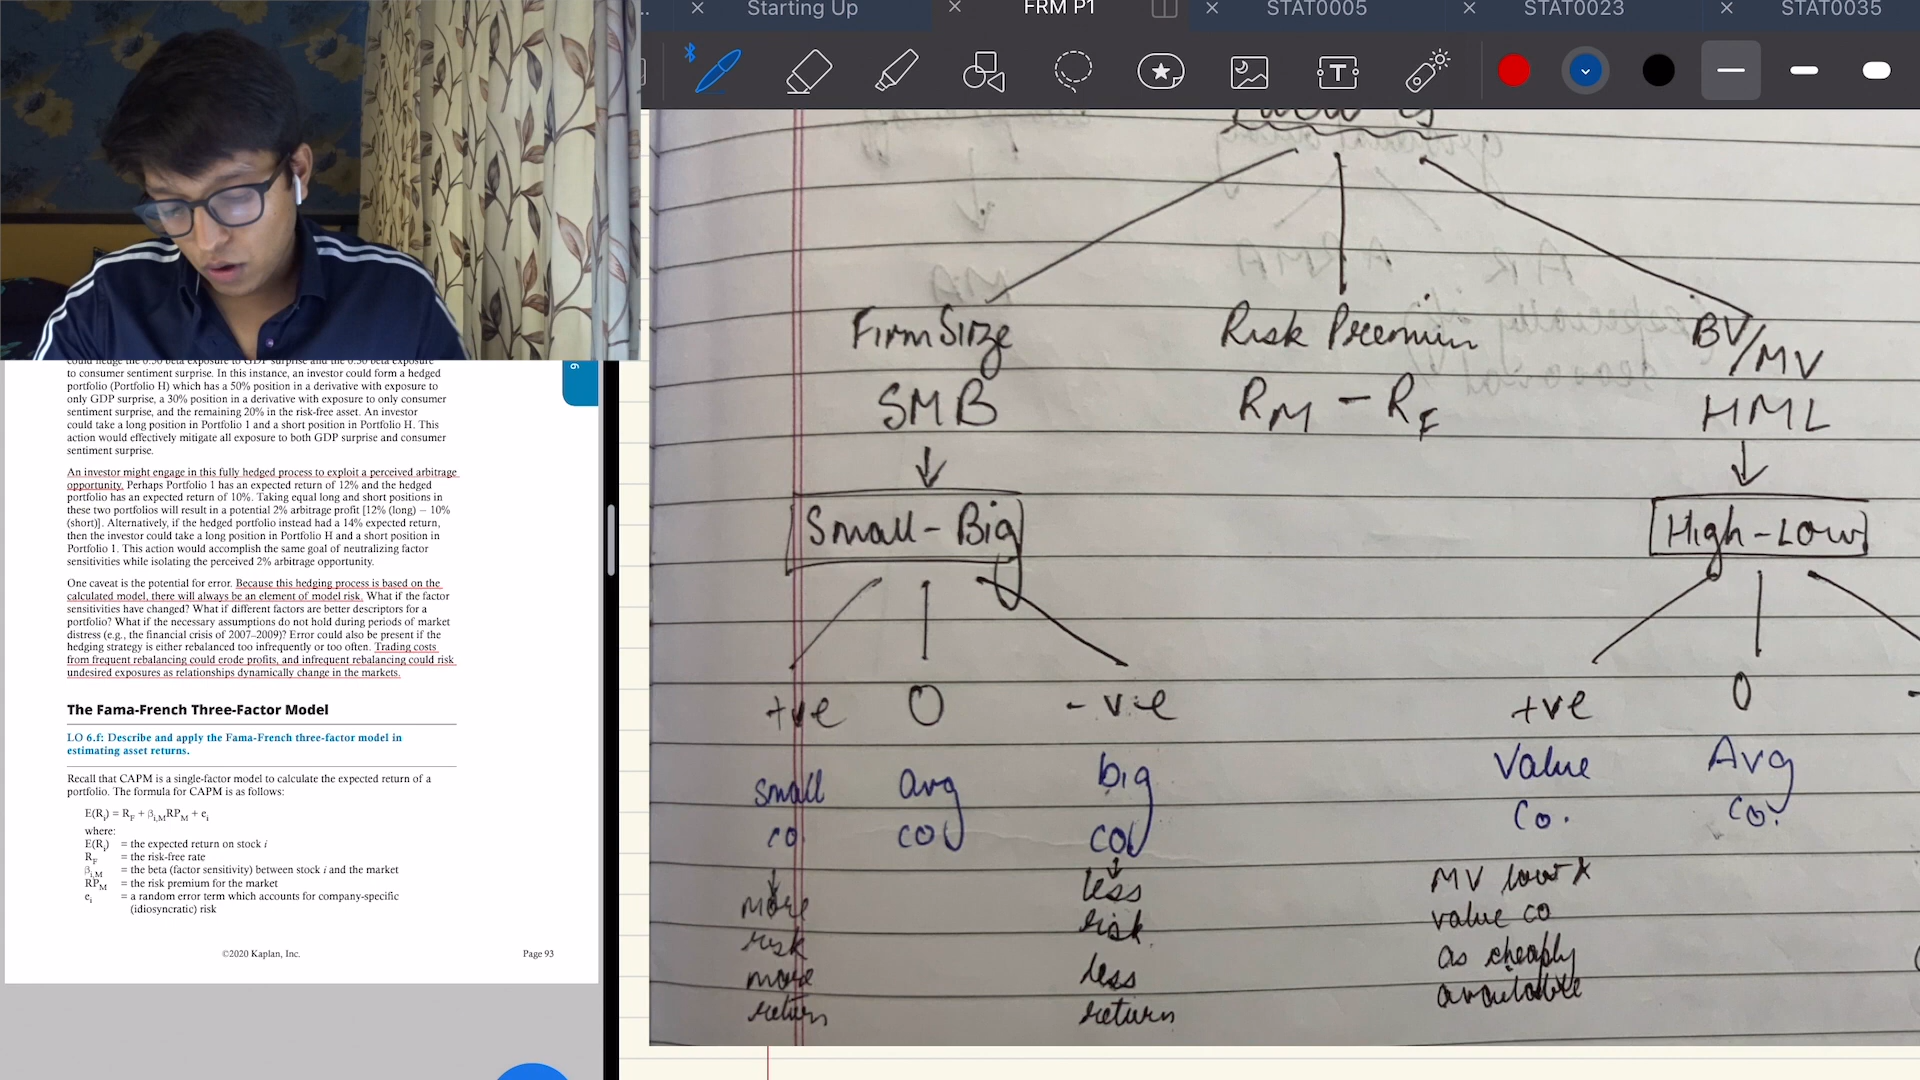 Starting Up
FRM P1
STAT0005
STAT0023
STAT0035
could hedge the 0.50 beta exposure to GDP surprise and the 0.30 beta exposure
to consumer sentiment surprise. In this instance, an investor could form a hedged
portfolio (Portfolio H) which has a 50% position in a derivative with exposure to
only GDP surprise, a 30% position in a derivative with exposure to only consumer
sentiment surprise, and the remaining 20% in the risk-free asset. An investor
could take a long position in Portfolio 1 and a short position in Portfolio H. This
action would effectively mitigate all exposure to both GDP surprise and consumer
sentiment surprise.
An investor might engage in this fully hedged process to exploit a perceived arbitrage
opportunity. Perhaps Portfolio 1 has an expected return of 12% and the hedged
portfolio has an expected return of 10%. Taking equal long and short positions in
these two portfolios will result in a potential 2% arbitrage profit [12% (long) – 10%
(short)]. Alternatively, if the hedged portfolio instead had a 14% expected return,
then the investor could take a long position in Portfolio H and a short position in
Portfolio 1. This action would accomplish the same goal of neutralizing factor
sensitivities while isolating the perceived 2% arbitrage opportunity.
One caveat is the potential for error. Because this hedging process is based on the
calculated model, there will always be an element of model risk. What if the factor
sensitivities have changed? What if different factors are better descriptors for a
portfolio? What if the necessary assumptions do not hold during periods of market
distress (e.g., the financial crisis of 2007–2009)? Error could also be present if the
hedging strategy is either rebalanced too infrequently or too often. Trading costs
from frequent rebalancing could erode profits, and infrequent rebalancing could risk
undesired exposures as relationships dynamically change in the markets.
The Fama-French Three-Factor Model
LO 6.f: Describe and apply the Fama-French three-factor model in
estimating asset returns.
Recall that CAPM is a single-factor model to calculate the expected return of a
portfolio. The formula for CAPM is as follows:
E(Ri) = RF + βi,MRPM + ei
where:
E(Ri) = the expected return on stock i
RF = the risk-free rate
βi,M = the beta (factor sensitivity) between stock i and the market
RPM = the risk premium for the market
ei = a random error term which accounts for company-specific
(idiosyncratic) risk
©2020 Kaplan, Inc. Page 93
6
Firm Size Risk Premium BV/MV
SMB RM - RF HML
Small-Big High-Low
+ve 0 -ve +ve 0 -
small avg big Value Avg
co. co co Co. Co.
more less MV low
risk risk value co
more less as cheaply
return return available